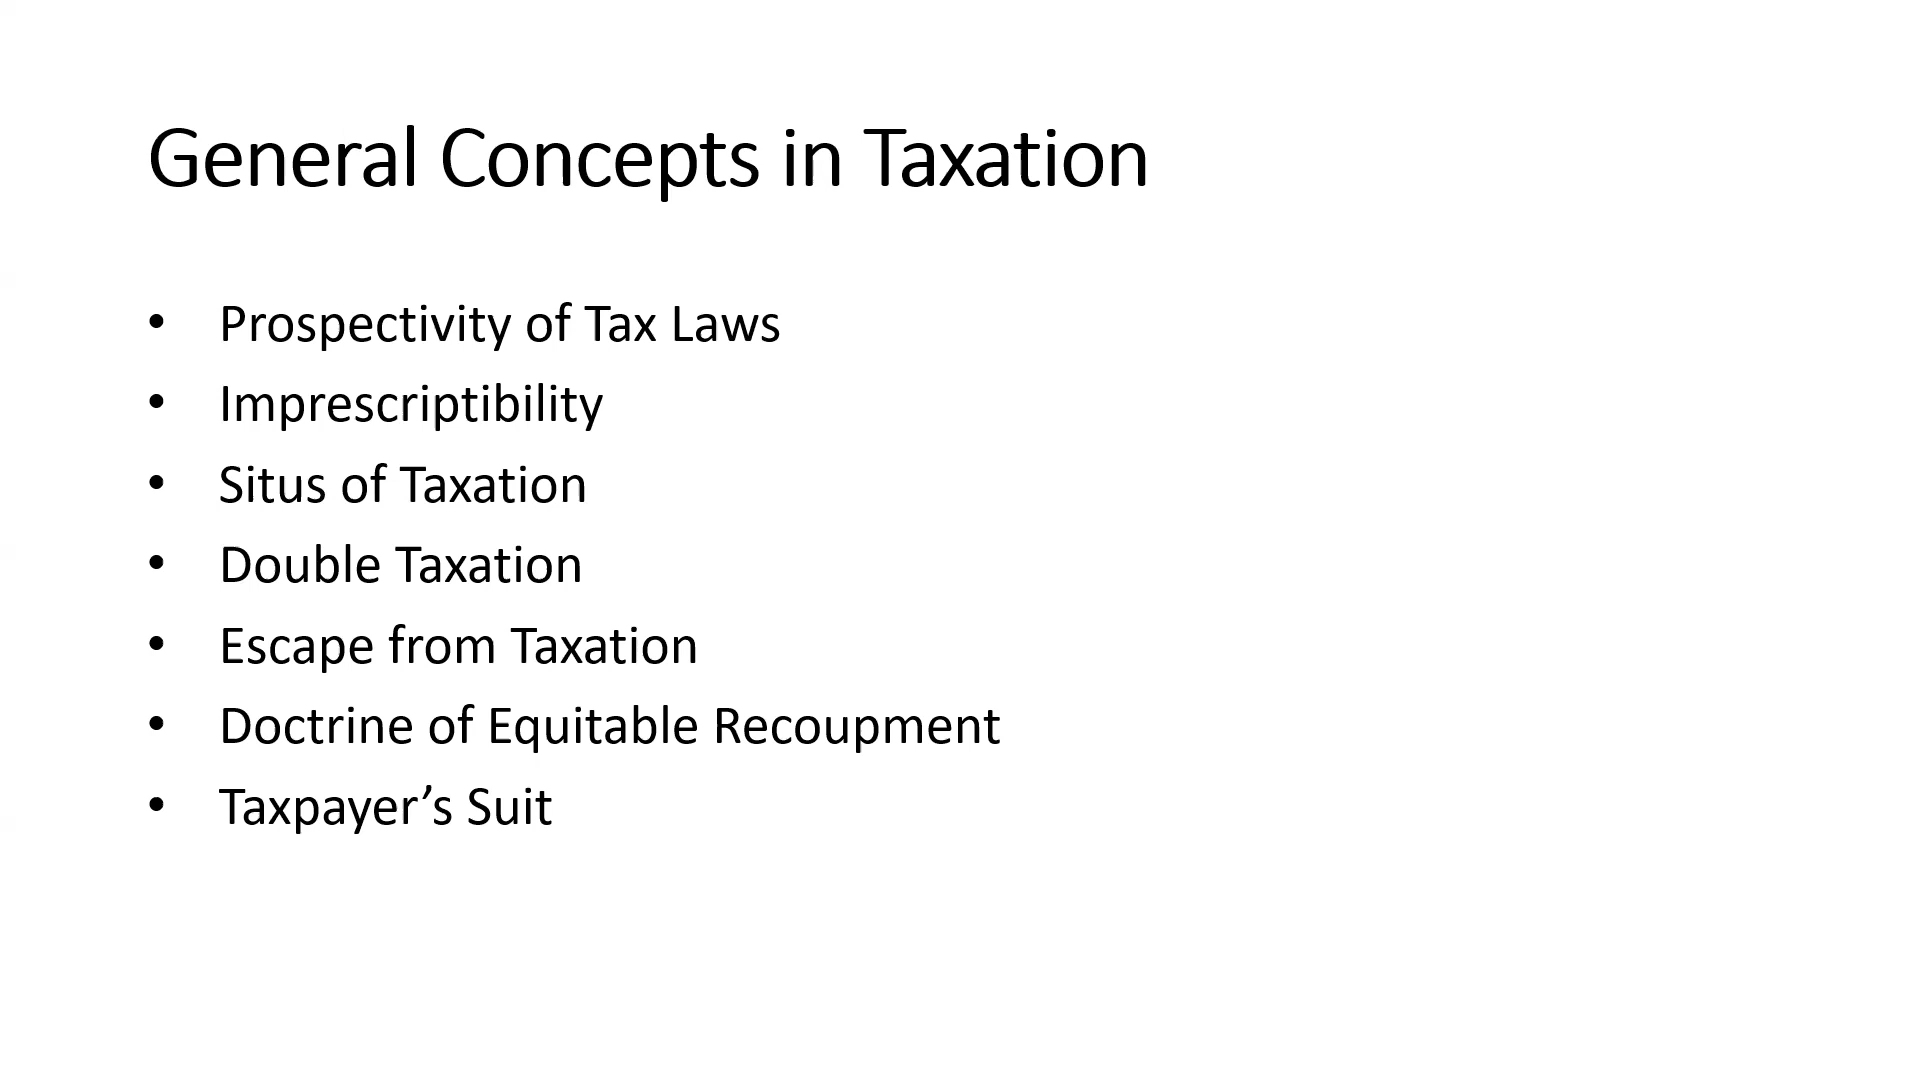 General Concepts in Taxation
• Prospectivity of Tax Laws
• Imprescriptibility
• Situs of Taxation
• Double Taxation
• Escape from Taxation
• Doctrine of Equitable Recoupment
• Taxpayer’s Suit